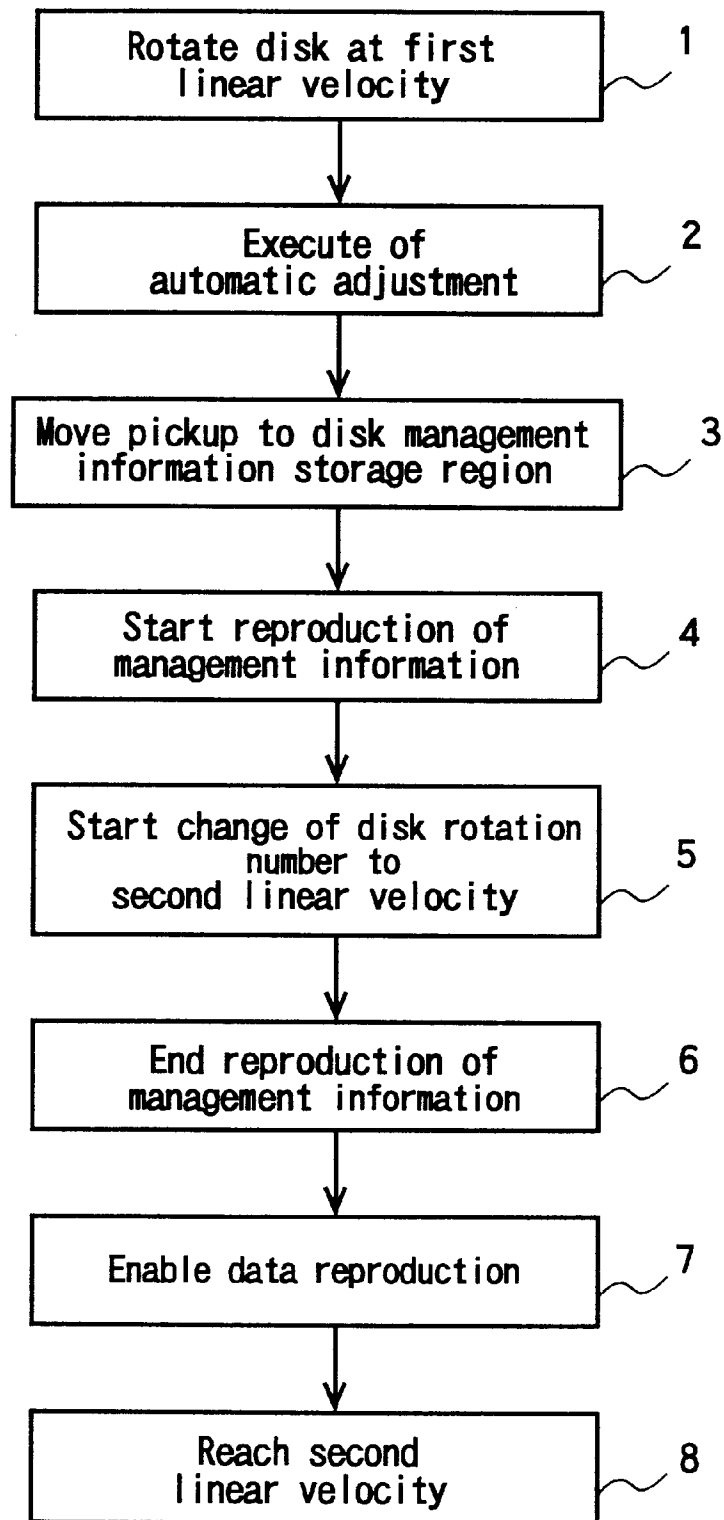 Rotate disk at first
linear velocity
1
Execute of
automatic adjustment
2
Move pickup to disk management
information storage region
3
Start reproduction of
management information
4
Start change of disk rotation
number to
second linear velocity
5
End reproduction of
management information
6
Enable data reproduction
7
Reach second
linear velocity
8